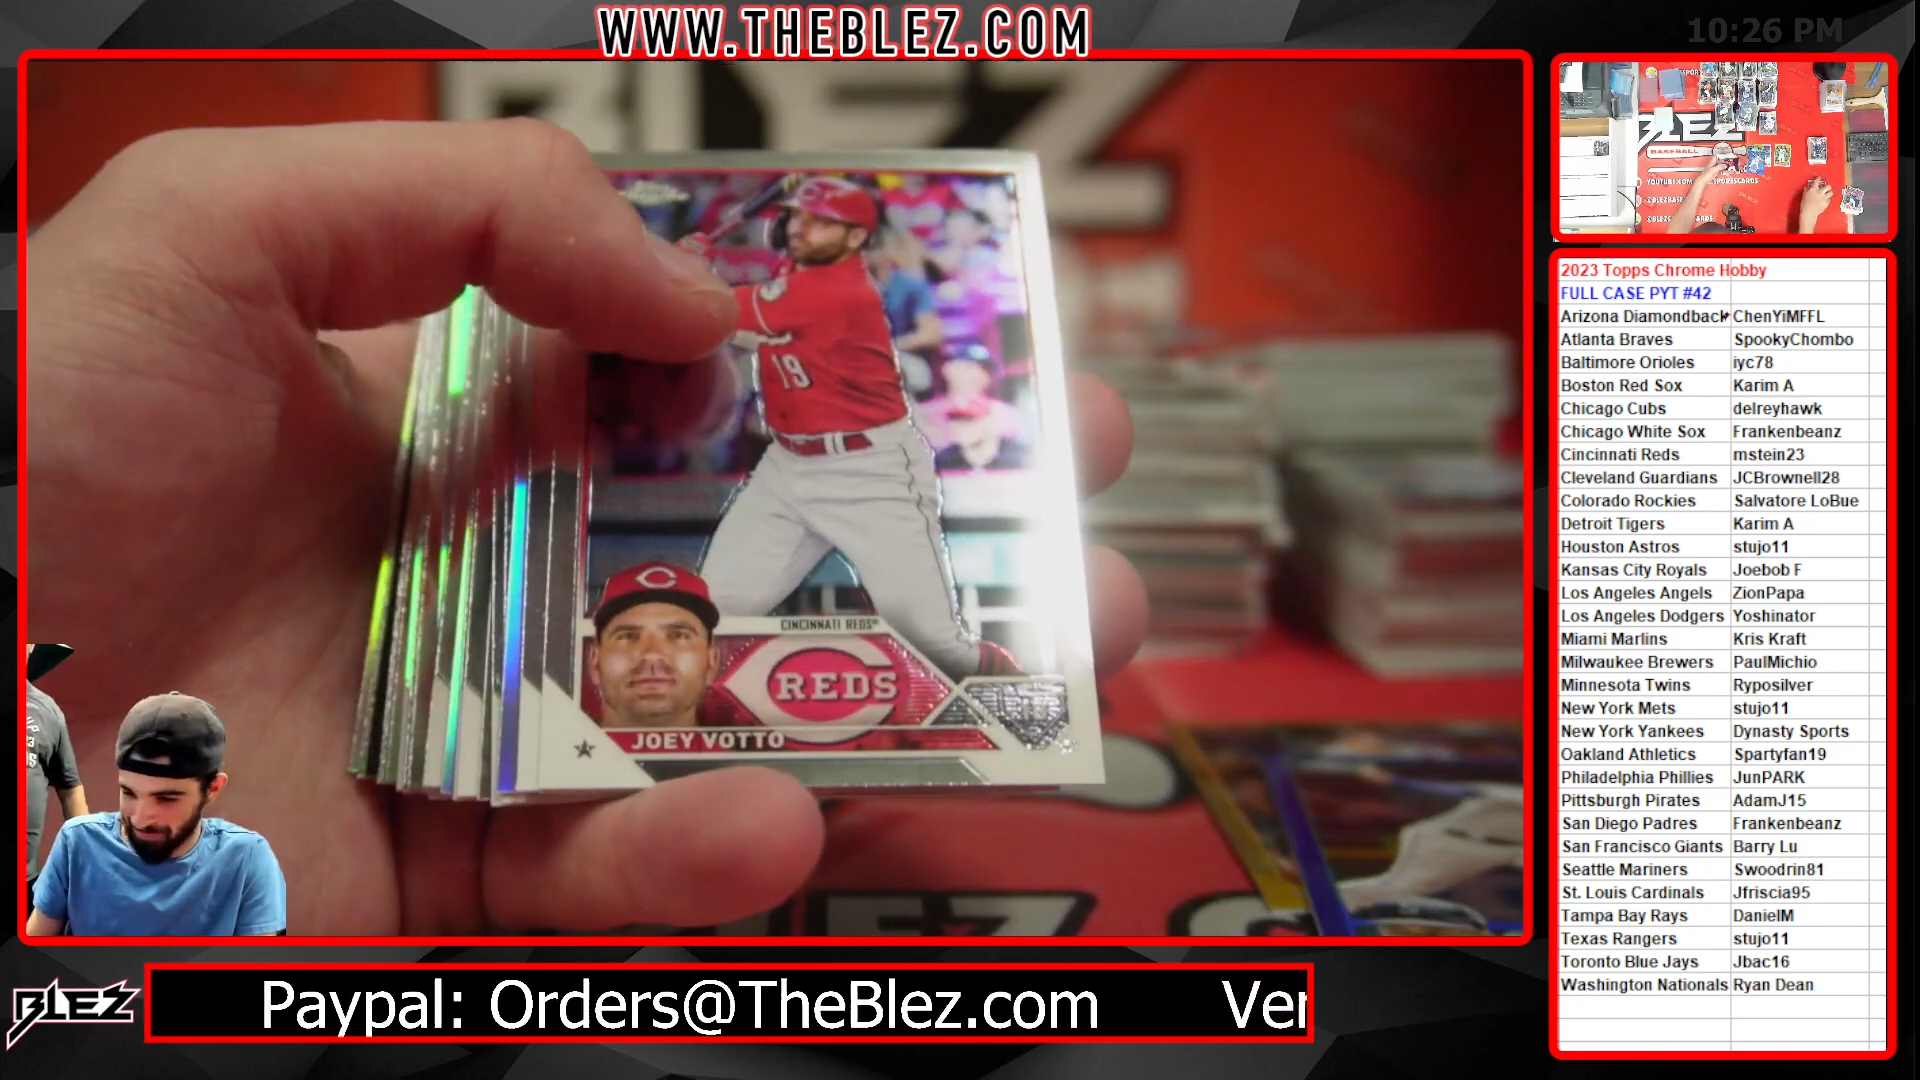 WWW.THEBLEZ.COM
10:26 PM
BLEZ
19
CINCINNATI REDS
REDS
JOEY VOTTO
BLEZ
BASEBALL
2023 Topps Chrome Hobby
FULL CASE PYT #42
Arizona Diamondback ChenYiMFFL
Atlanta Braves SpookyChombo
Baltimore Orioles iyc78
Boston Red Sox Karim A
Chicago Cubs delreyhawk
Chicago White Sox Frankenbeanz
Cincinnati Reds mstein23
Cleveland Guardians JCBrownell28
Colorado Rockies Salvatore LoBue
Detroit Tigers Karim A
Houston Astros stujo11
Kansas City Royals Joebob F
Los Angeles Angels ZionPapa
Los Angeles Dodgers Yoshinator
Miami Marlins Kris Kraft
Milwaukee Brewers PaulMichio
Minnesota Twins Ryposilver
New York Mets stujo11
New York Yankees Dynasty Sports
Oakland Athletics Spartyfan19
Philadelphia Phillies JunPARK
Pittsburgh Pirates AdamJ15
San Diego Padres Frankenbeanz
San Francisco Giants Barry Lu
Seattle Mariners Swoodrin81
St. Louis Cardinals Jfriscia95
Tampa Bay Rays DanielM
Texas Rangers stujo11
Toronto Blue Jays Jbac16
Washington Nationals Ryan Dean
BLEZ
Paypal: Orders@TheBlez.com Ver